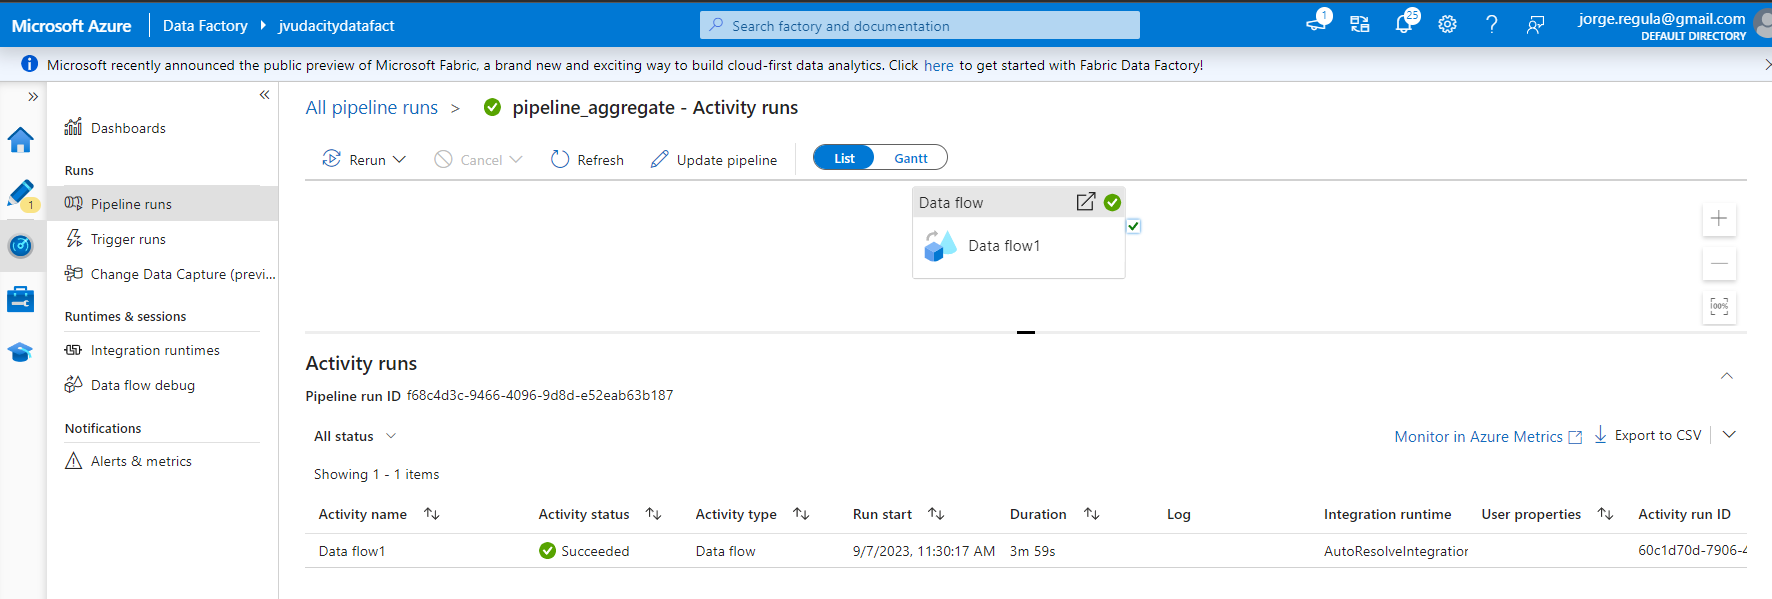 Microsoft Azure Data Factory jvudacitydatafact Search factory and documentation 1 25 jorge.regula@gmail.com
DEFAULT DIRECTORY
Microsoft recently announced the public preview of Microsoft Fabric, a brand new and exciting way to build cloud-first data analytics. Click here to get started with Fabric Data Factory!
1
Dashboards
Runs
Pipeline runs
Trigger runs
Change Data Capture (previ...
Runtimes & sessions
Integration runtimes
Data flow debug
Notifications
Alerts & metrics
All pipeline runs > pipeline_aggregate - Activity runs
Rerun Cancel Refresh Update pipeline List Gantt
Data flow
Data flow1
100%
Activity runs
Pipeline run ID f68c4d3c-9466-4096-9d8d-e52eab63b187
All status Monitor in Azure Metrics Export to CSV
Showing 1 - 1 items
Activity name Activity status Activity type Run start Duration Log Integration runtime User properties Activity run ID
Data flow1 Succeeded Data flow 9/7/2023, 11:30:17 AM 3m 59s AutoResolveIntegration 60c1d70d-7906-4